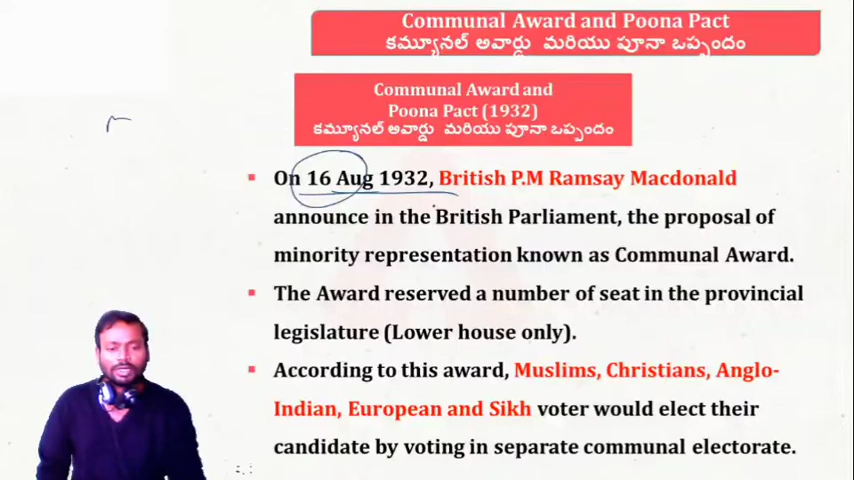 Communal Award and Poona Pact
కమ్యూనల్ అవార్డు మరియు పూనా ఒప్పందం
Communal Award and
Poona Pact (1932)
కమ్యూనల్ అవార్డు మరియు పూనా ఒప్పందం
▪ On 16 Aug 1932, British P.M Ramsay Macdonald
announce in the British Parliament, the proposal of
minority representation known as Communal Award.
▪ The Award reserved a number of seat in the provincial
legislature (Lower house only).
▪ According to this award, Muslims, Christians, Anglo-
Indian, European and Sikh voter would elect their
candidate by voting in separate communal electorate.